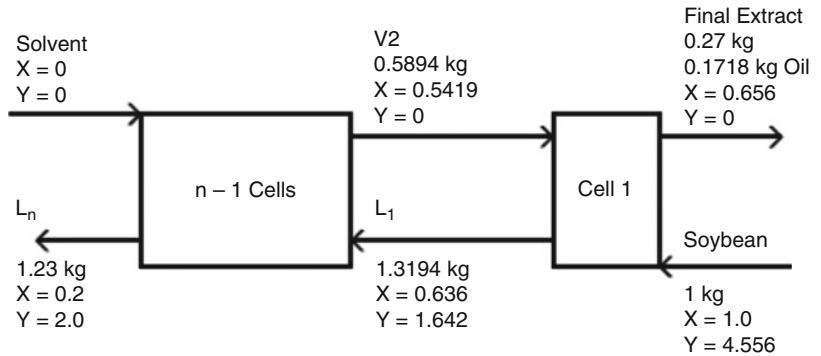 Solvent
X = 0
Y = 0
V2
0.5894 kg
X = 0.5419
Y = 0
Final Extract
0.27 kg
0.1718 kg Oil
X = 0.656
Y = 0
n – 1 Cells
Cell 1
Ln
1.23 kg
X = 0.2
Y = 2.0
L1
1.3194 kg
X = 0.636
Y = 1.642
Soybean
1 kg
X = 1.0
Y = 4.556